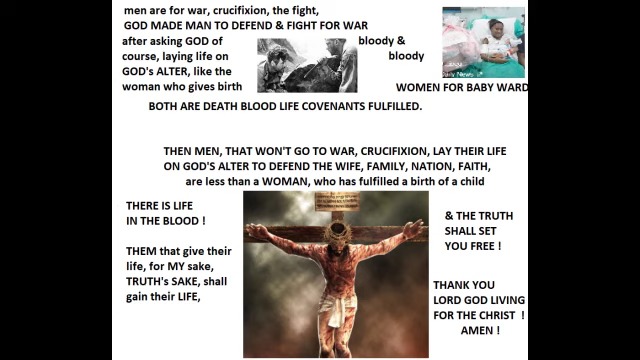 men are for war, crucifixion, the fight,
GOD MADE MAN TO DEFEND & FIGHT FOR WAR
after asking GOD of
course, laying life on
GOD's ALTER, like the
woman who gives birth
bloody &
bloody
Daily News
WOMEN FOR BABY WARD
BOTH ARE DEATH BLOOD LIFE COVENANTS FULFILLED.
THEN MEN, THAT WON'T GO TO WAR, CRUCIFIXION, LAY THEIR LIFE
ON GOD'S ALTER TO DEFEND THE WIFE, FAMILY, NATION, FAITH,
are less than a WOMAN, who has fulfilled a birth of a child
THERE IS LIFE
IN THE BLOOD !
THEM that give their
life, for MY sake,
TRUTH's SAKE, shall
gain their LIFE,
& THE TRUTH
SHALL SET
YOU FREE !
THANK YOU
LORD GOD LIVING
FOR THE CHRIST !
AMEN !